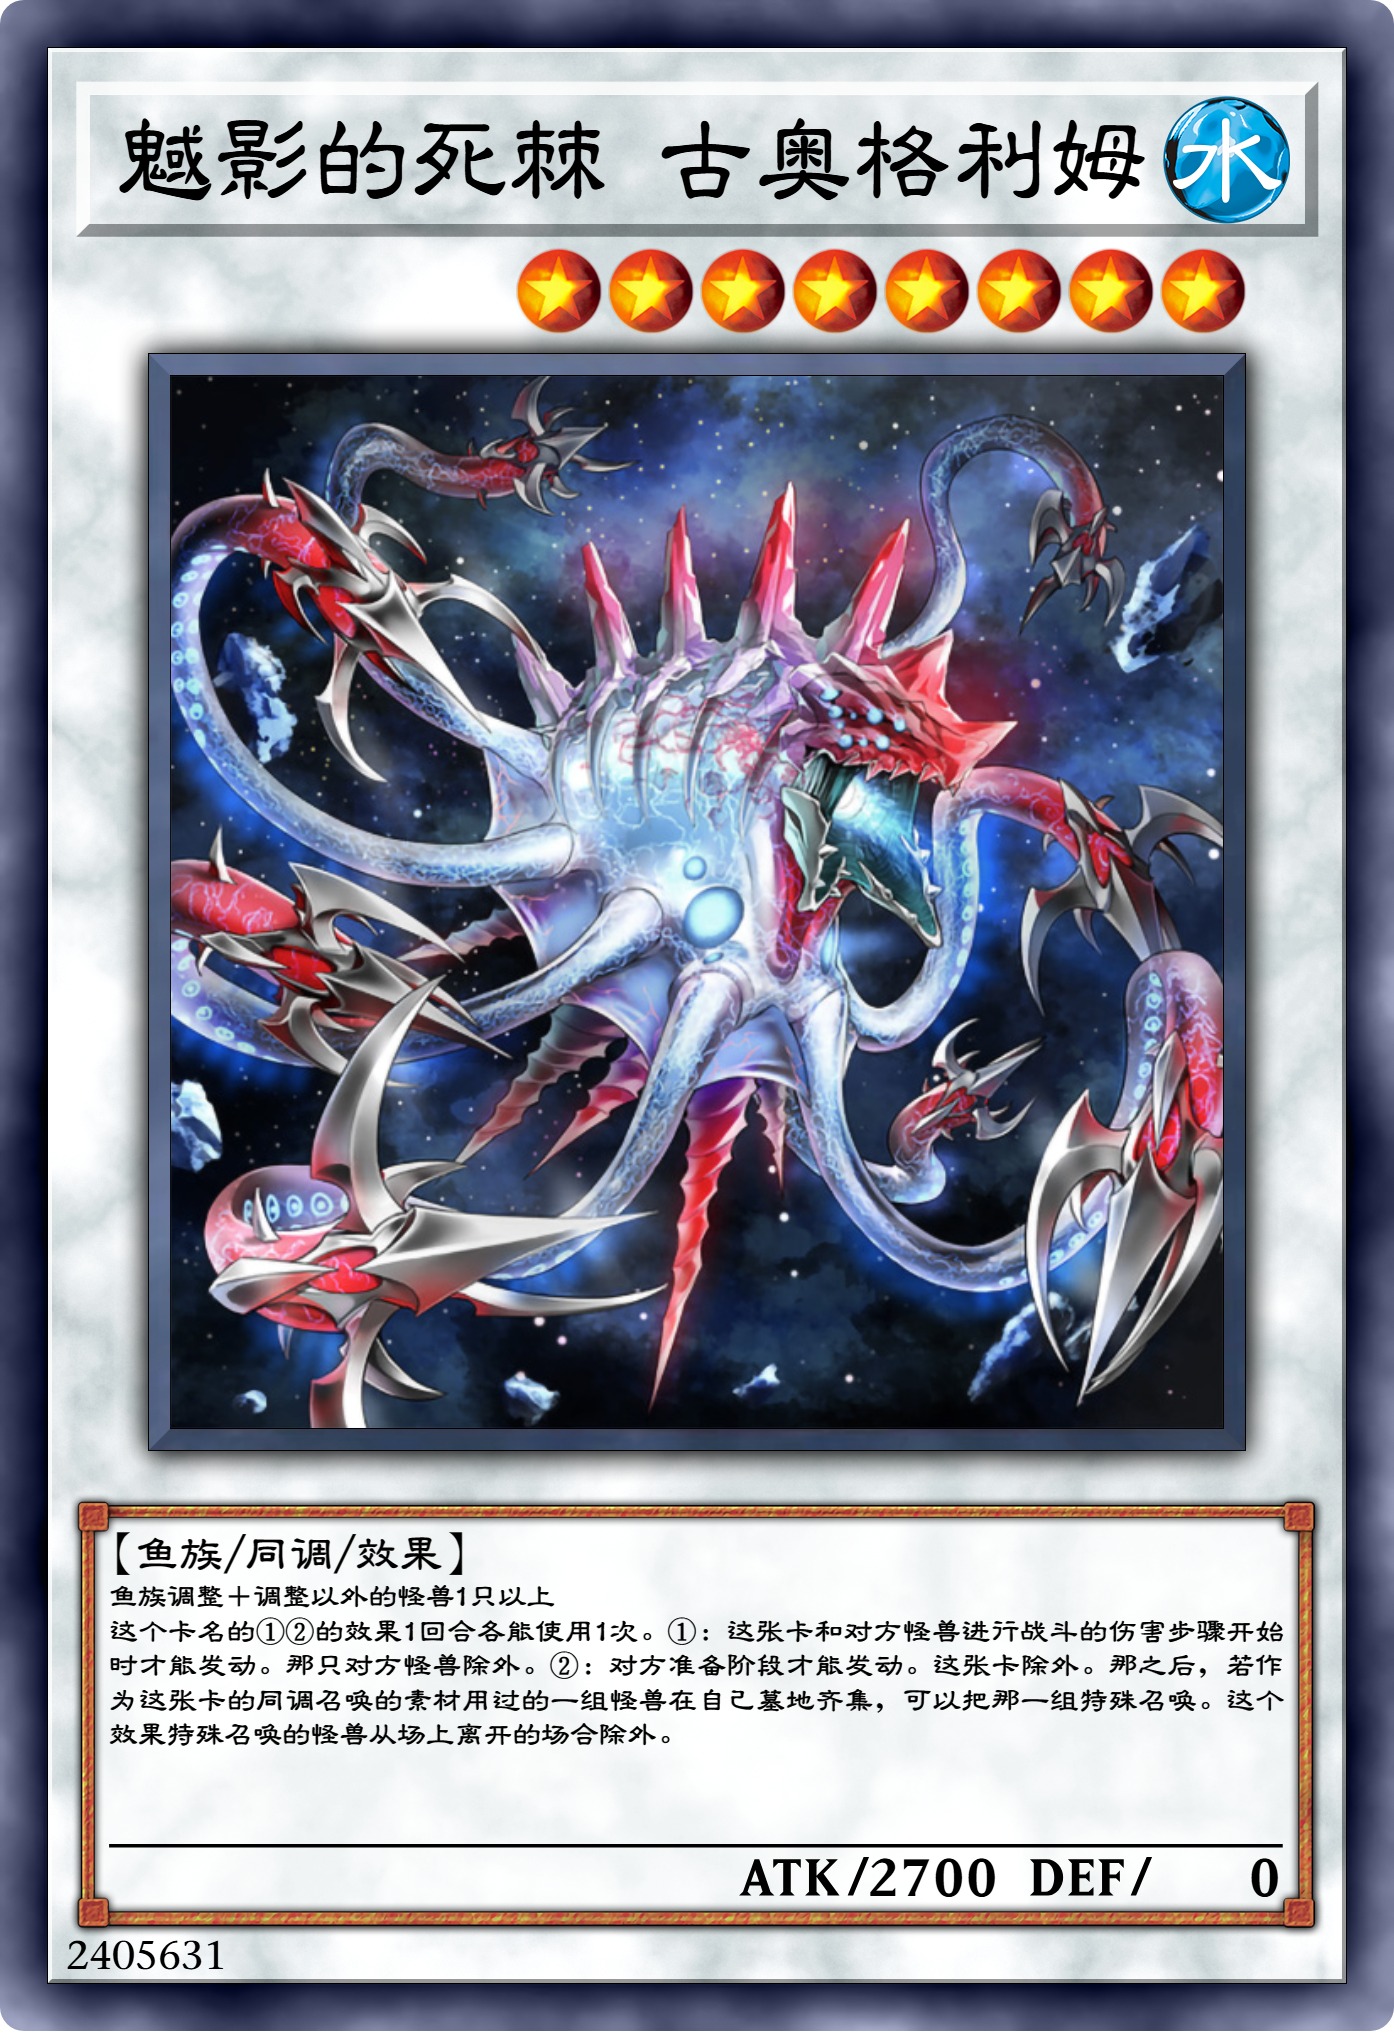 魊影的死棘 古奥格利姆
水
【鱼族/同调/效果】
鱼族调整＋调整以外的怪兽1只以上
这个卡名的①②的效果1回合各能使用1次。①：这张卡和对方怪兽进行战斗的伤害步骤开始
时才能发动。那只对方怪兽除外。②：对方准备阶段才能发动。这张卡除外。那之后，若作
为这张卡的同调召唤的素材用过的一组怪兽在自己墓地齐集，可以把那一组特殊召唤。这个
效果特殊召唤的怪兽从场上离开的场合除外。
ATK/2700 DEF/ 0
2405631